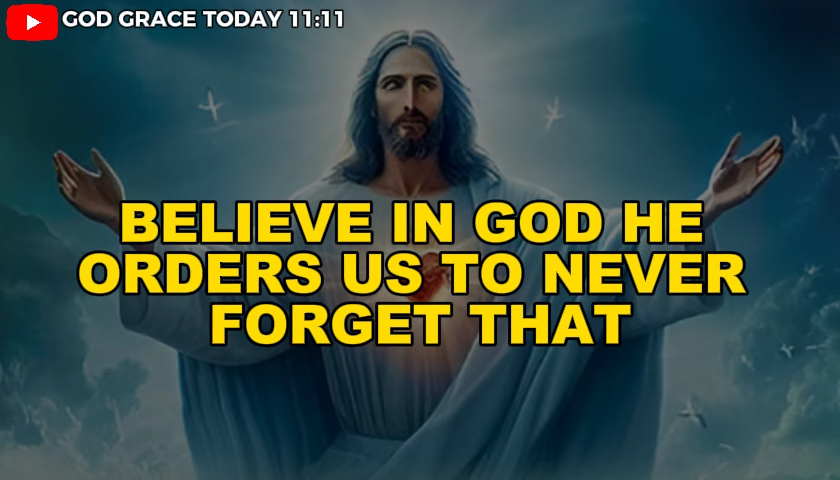 GOD GRACE TODAY 11:11
BELIEVE IN GOD HE
ORDERS US TO NEVER
FORGET THAT